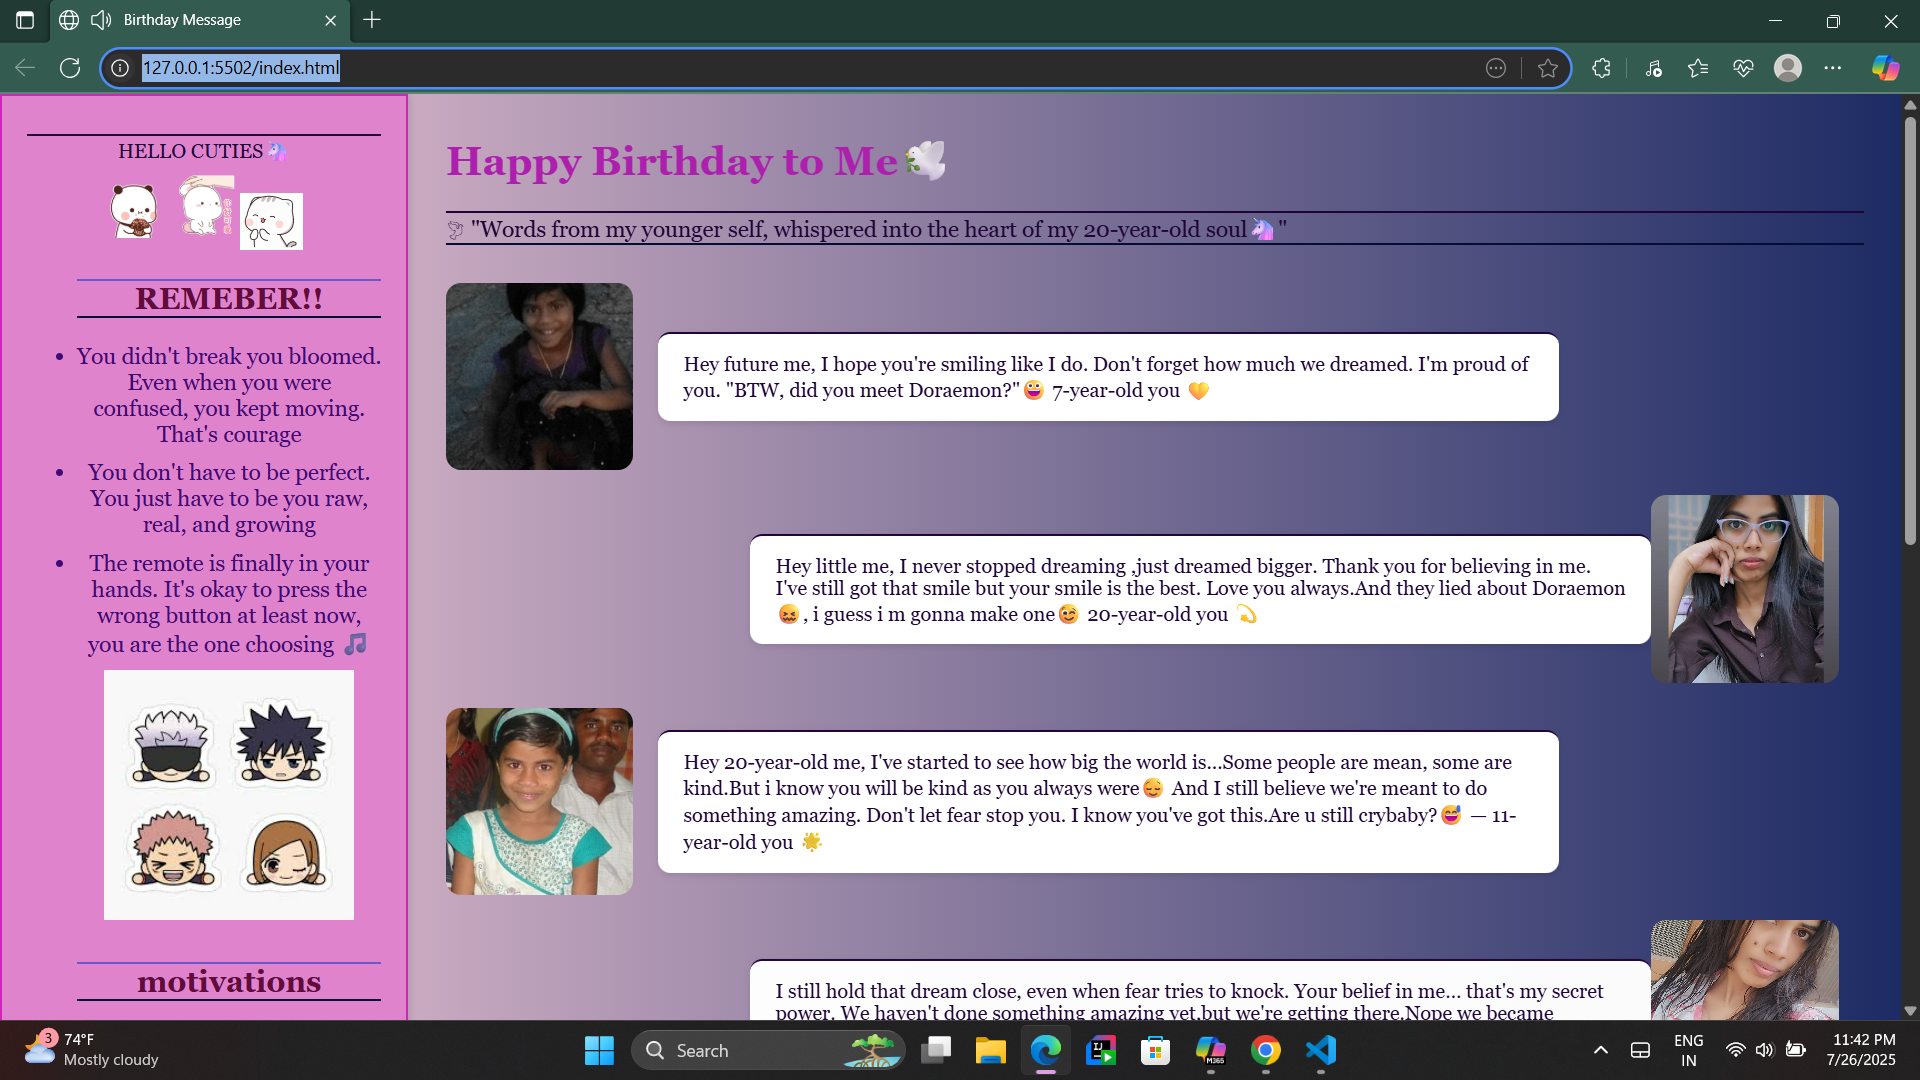 Birthday Message
127.0.0.1:5502/index.html
HELLO CUTIES🦄
REMEBER!!
• You didn't break you bloomed.
Even when you were
confused, you kept moving.
That's courage
• You don't have to be perfect.
You just have to be you raw,
real, and growing
• The remote is finally in your
hands. It's okay to press the
wrong button at least now,
you are the one choosing 🎵
motivations
Happy Birthday to Me🕊️
🕊 "Words from my younger self, whispered into the heart of my 20-year-old soul🦄"
Hey future me, I hope you're smiling like I do. Don't forget how much we dreamed. I'm proud of
you. "BTW, did you meet Doraemon?"😀 7-year-old you 💛
Hey little me, I never stopped dreaming ,just dreamed bigger. Thank you for believing in me.
I've still got that smile but your smile is the best. Love you always.And they lied about Doraemon
😖, i guess i m gonna make one😉 20-year-old you 💫
Hey 20-year-old me, I've started to see how big the world is...Some people are mean, some are
kind.But i know you will be kind as you always were😌 And I still believe we're meant to do
something amazing. Don't let fear stop you. I know you've got this.Are u still crybaby?😅 — 11-
year-old you 🌟
I still hold that dream close, even when fear tries to knock. Your belief in me... that's my secret
power. We haven't done something amazing yet,but we're getting there.Nope we became
3
74°F
Mostly cloudy
Search
M365
ENG
IN
11:42 PM
7/26/2025